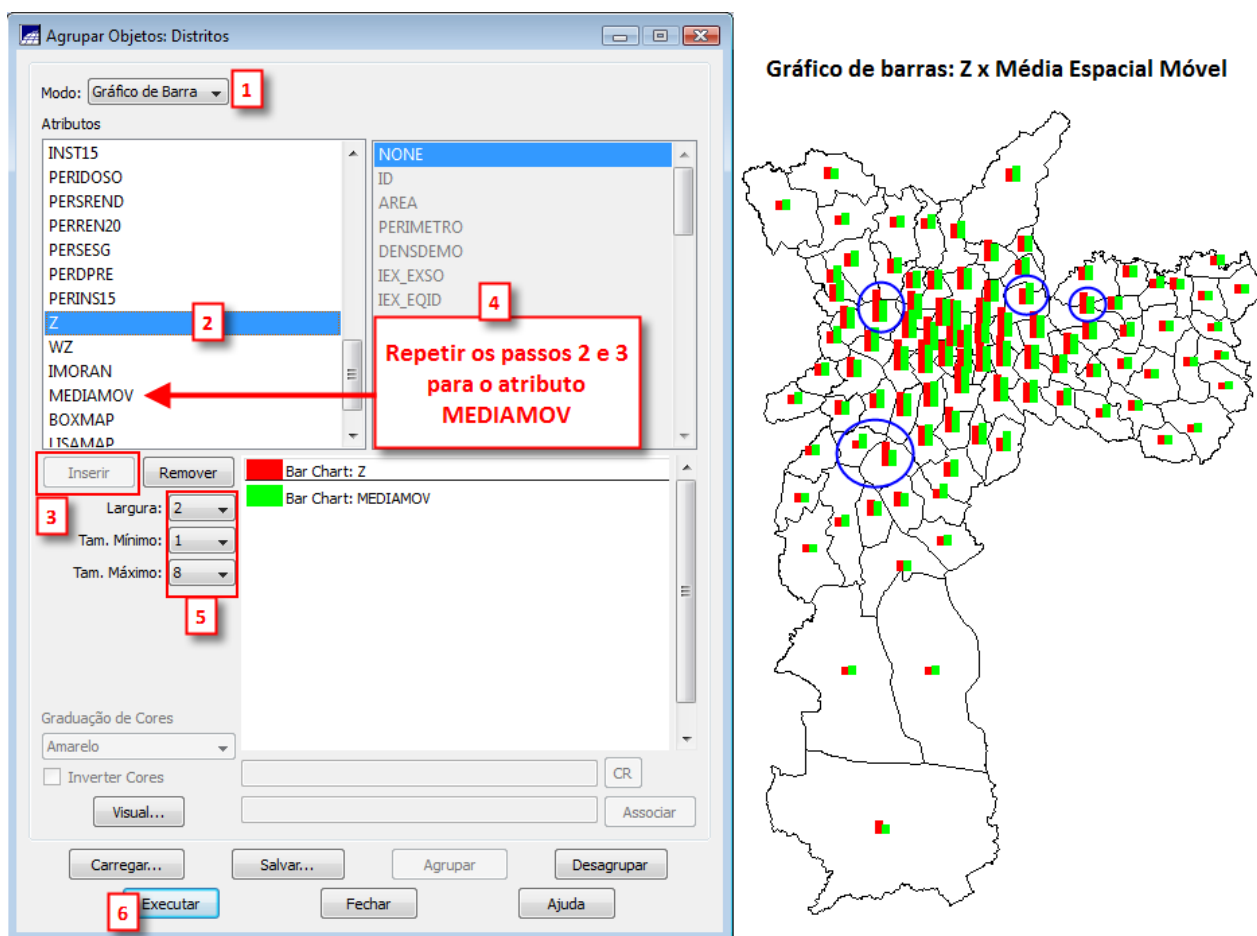 Agrupar Objetos: Distritos
Modo: Gráfico de Barra 1
Atributos
INST15
PERIDOSO
PERSREND
PERREN20
PERSESG
PERDPRE
PERINS15
Z 2
WZ
IMORAN
MEDIAMOV
BOXMAP
LISAMAP
NONE
ID
AREA
PERIMETRO
DENSDEMO
IEX_EXSO
IEX_EQID
4
Repetir os passos 2 e 3
para o atributo
MEDIAMOV
Inserir Remover
3
Largura: 2
Tam. Mínimo: 1
Tam. Máximo: 8
5
Bar Chart: Z
Bar Chart: MEDIAMOV
Graduação de Cores
Amarelo
Inverter Cores
CR
Visual...
Associar
Carregar... Salvar... Agrupar Desagrupar
6 Executar Fechar Ajuda
Gráfico de barras: Z x Média Espacial Móvel